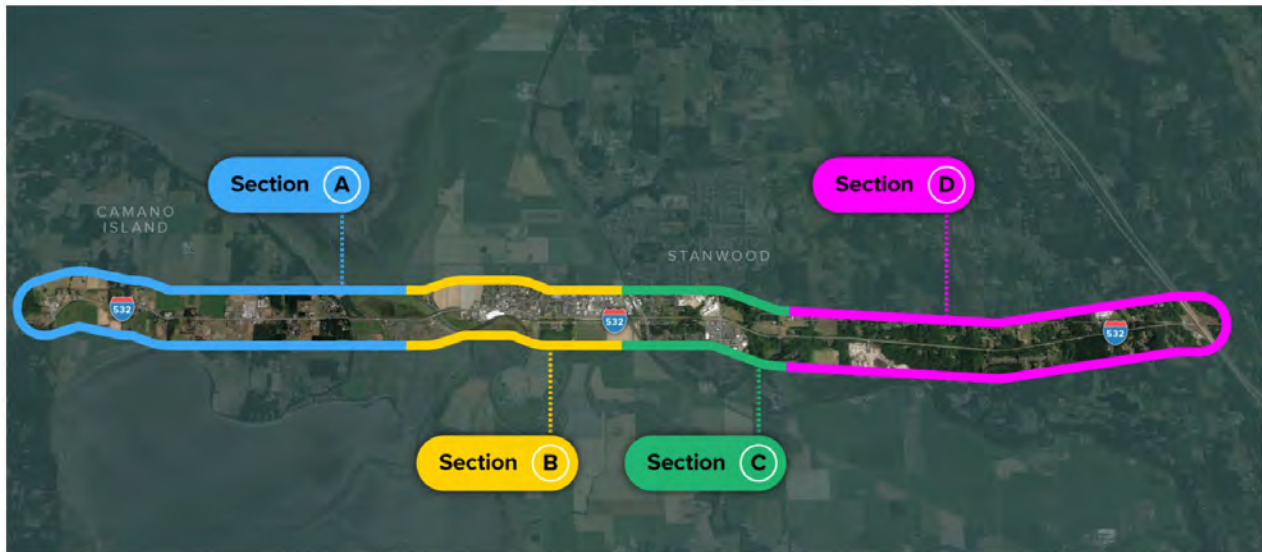 Section A
Section D
CAMANO
ISLAND
STANWOOD
532
532
532
Section B
Section C